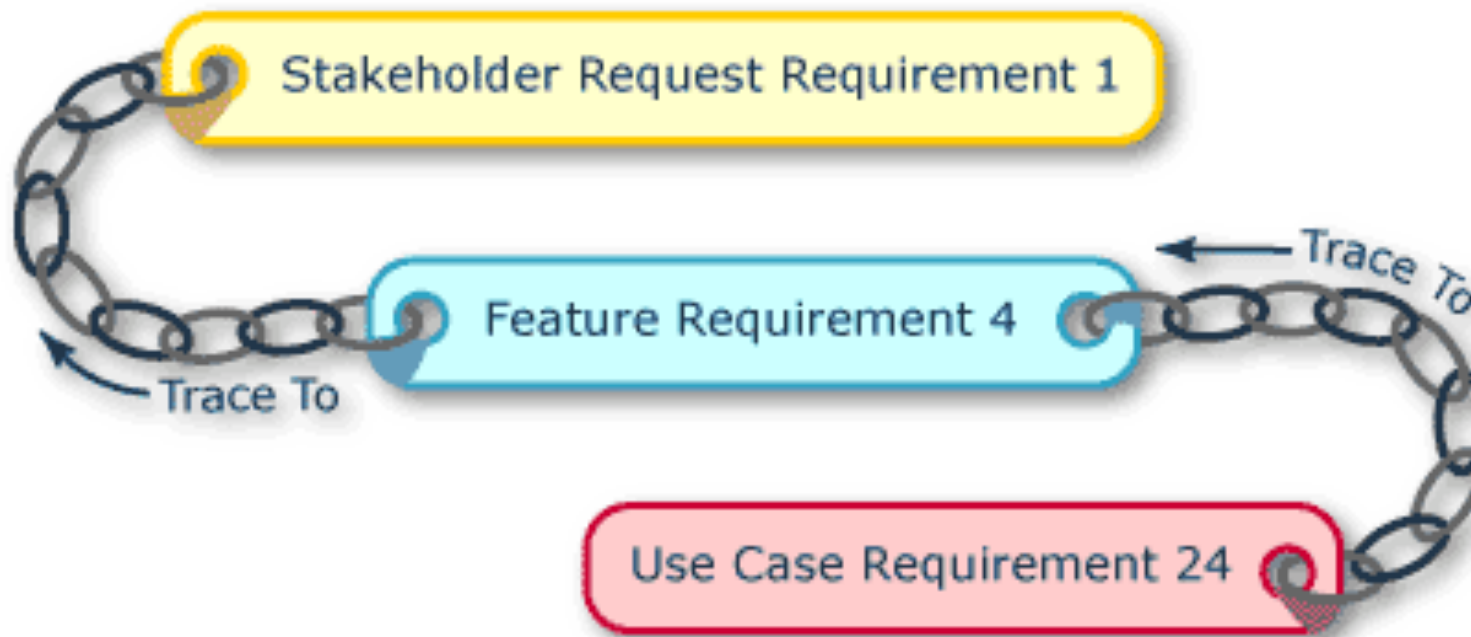 Stakeholder Request Requirement 1
Trace To
Feature Requirement 4
Trace To
Use Case Requirement 24